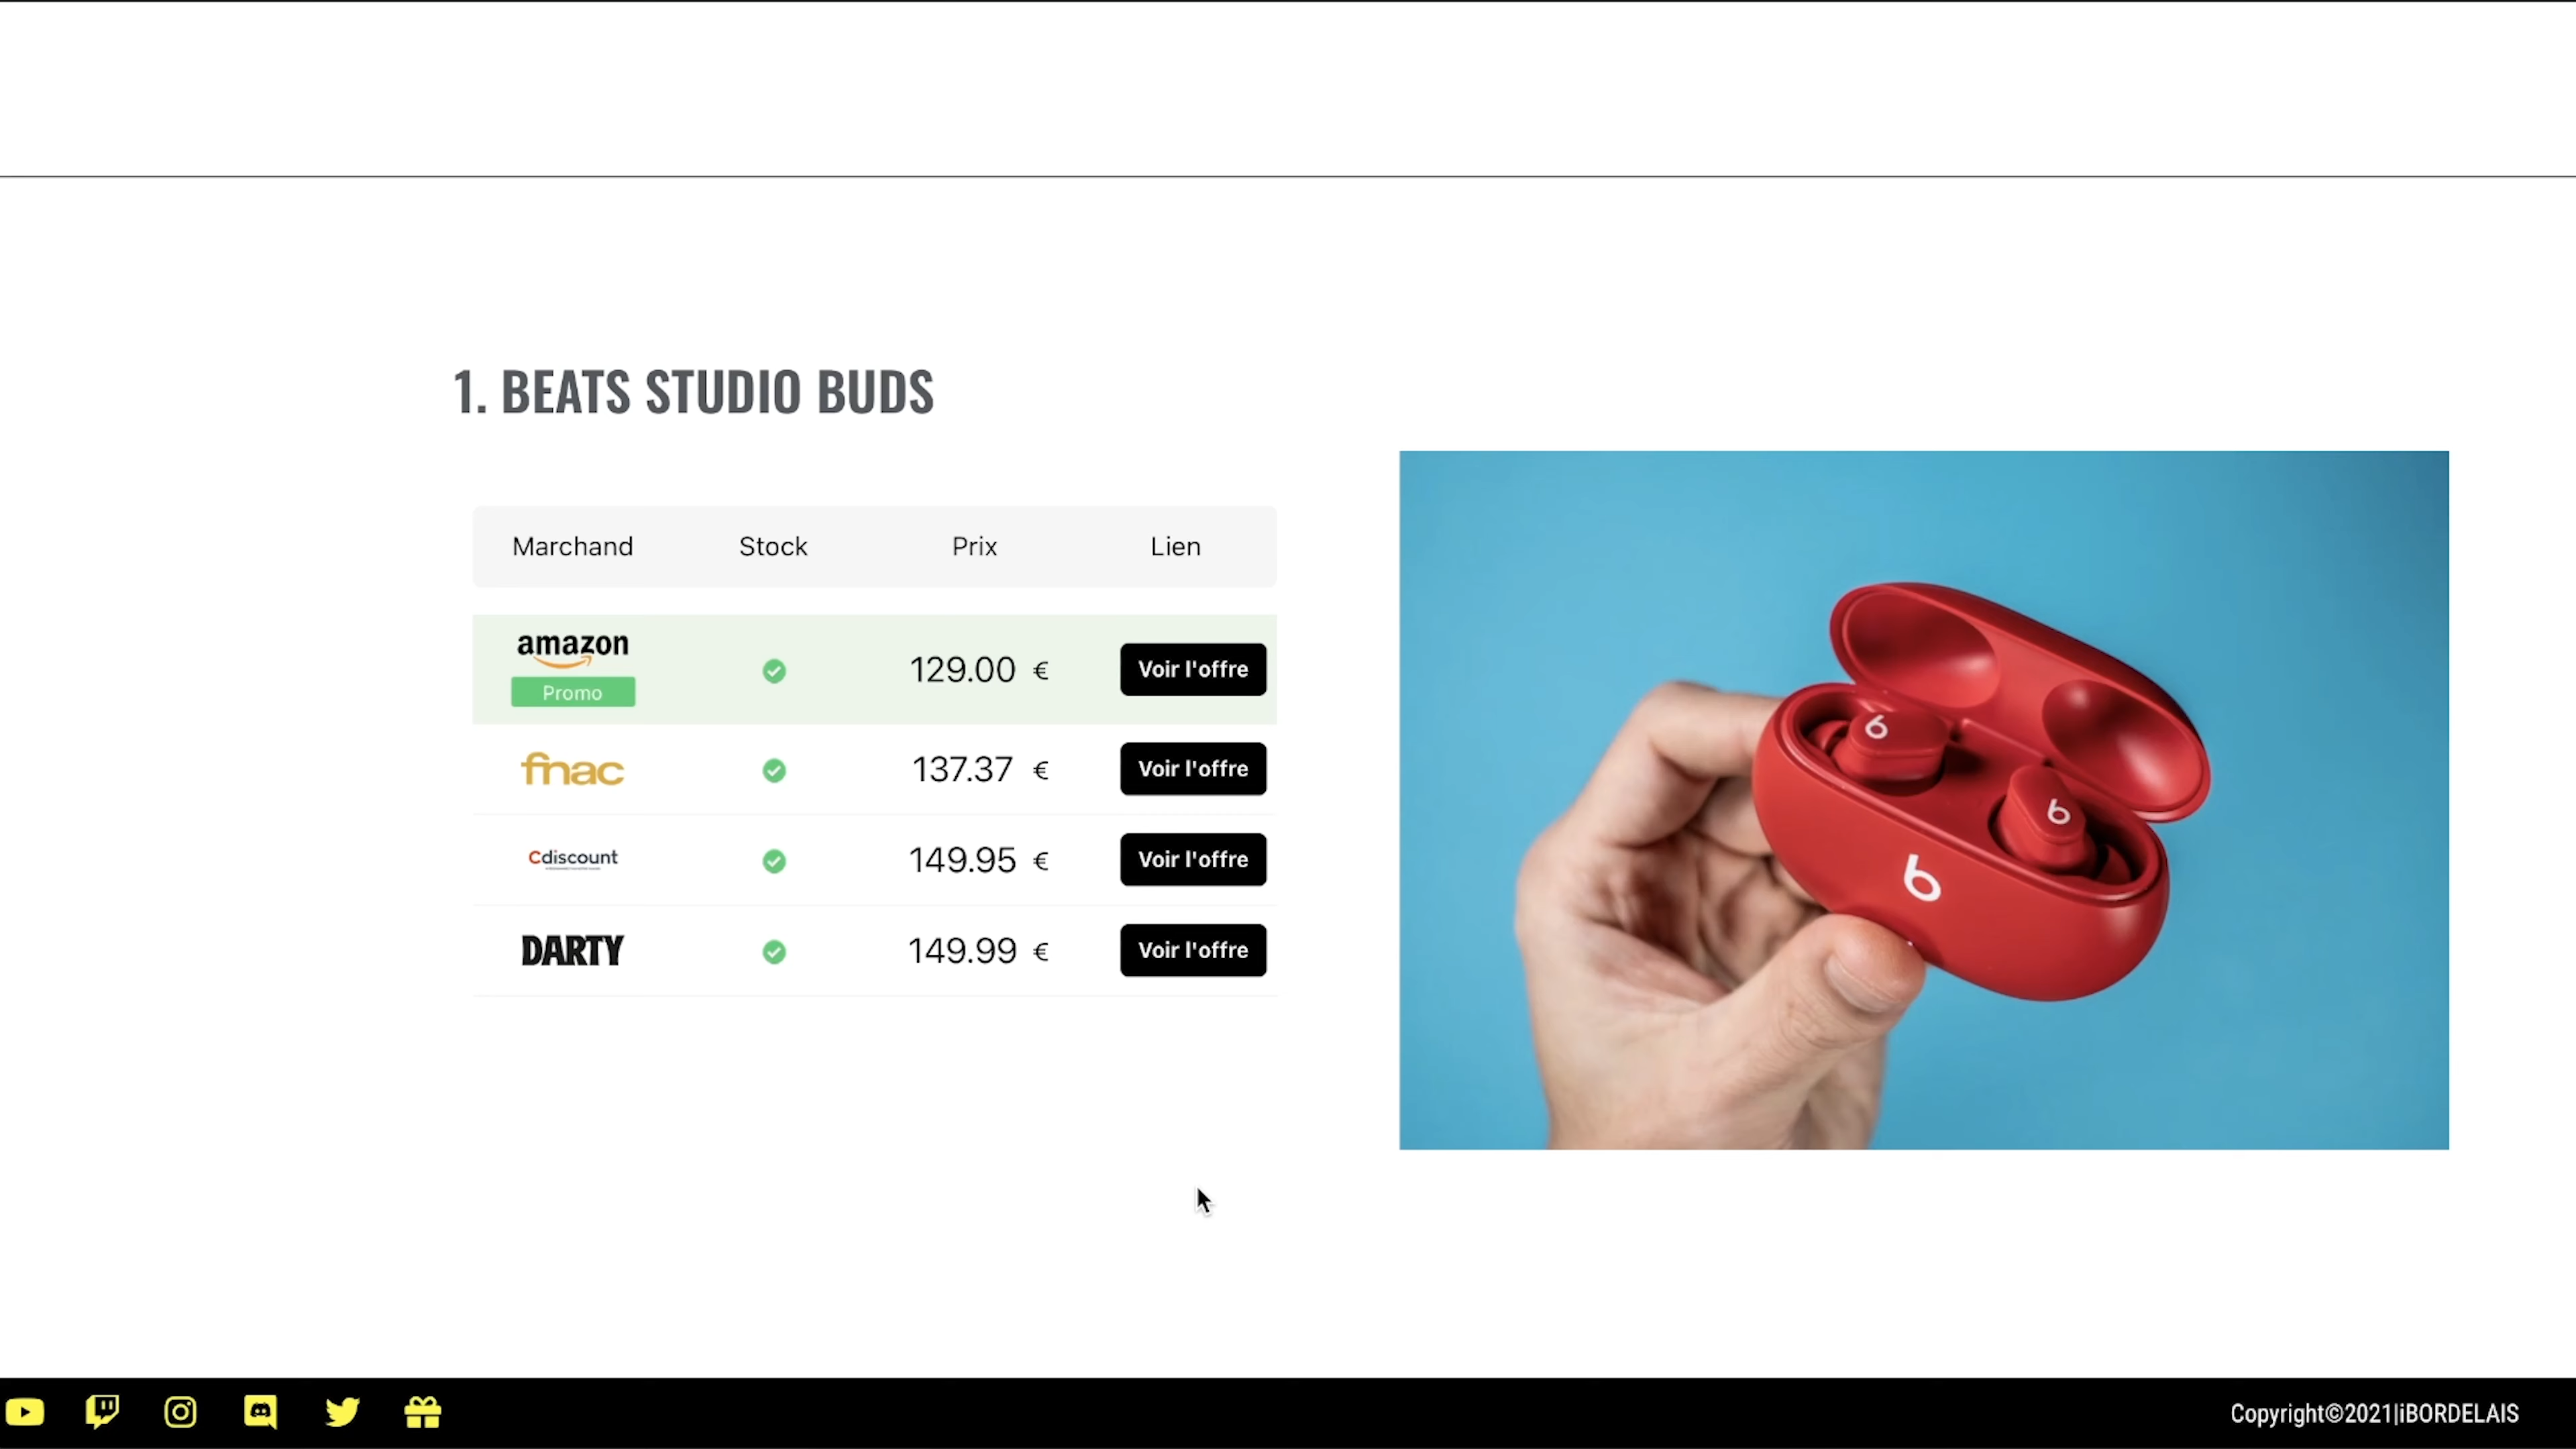 1. BEATS STUDIO BUDS
Marchand Stock Prix Lien
amazon
Promo
129.00 € Voir l'offre
fnac 137.37 € Voir l'offre
Cdiscount 149.95 € Voir l'offre
DARTY 149.99 € Voir l'offre
Copyright©2021|iBORDELAIS